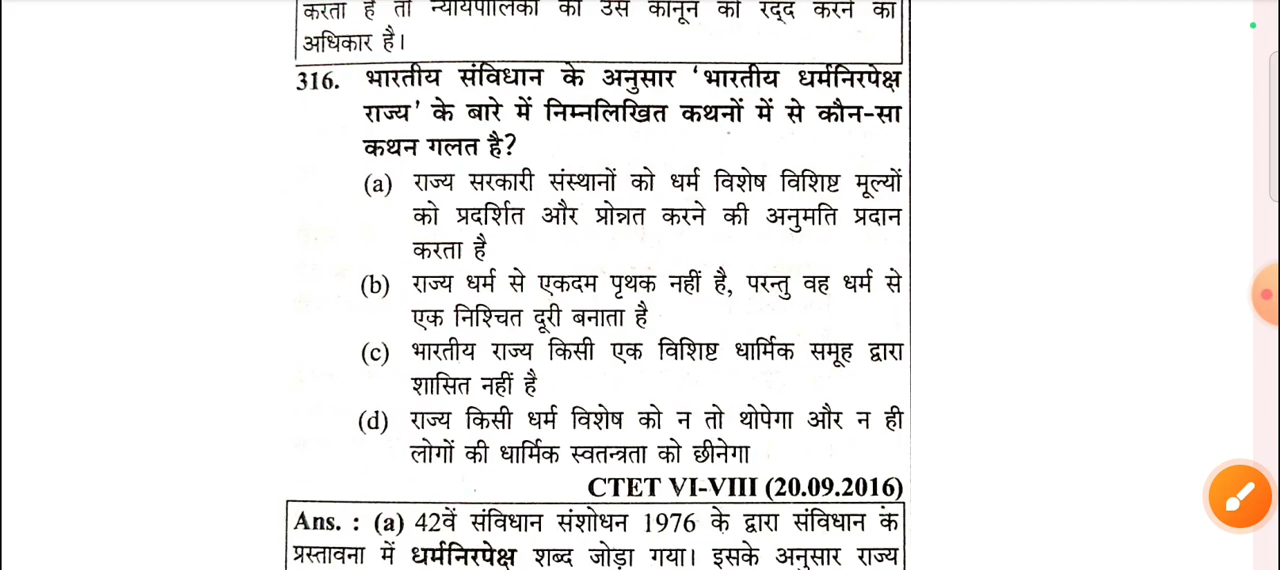 करता है तो न्यायपालिका को उस कानून को रद्द करने का
अधिकार है।
316. भारतीय संविधान के अनुसार 'भारतीय धर्मनिरपेक्ष
राज्य' के बारे में निम्नलिखित कथनों में से कौन-सा
कथन गलत है?
(a) राज्य सरकारी संस्थानों को धर्म विशेष विशिष्ट मूल्यों
को प्रदर्शित और प्रोन्नत करने की अनुमति प्रदान
करता है
(b) राज्य धर्म से एकदम पृथक नहीं है, परन्तु वह धर्म से
एक निश्चित दूरी बनाता है
(c) भारतीय राज्य किसी एक विशिष्ट धार्मिक समूह द्वारा
शासित नहीं है
(d) राज्य किसी धर्म विशेष को न तो थोपेगा और न ही
लोगों की धार्मिक स्वतन्त्रता को छीनेगा
CTET VI-VIII (20.09.2016)
Ans. : (a) 42वें संविधान संशोधन 1976 के द्वारा संविधान के
प्रस्तावना में धर्मनिरपेक्ष शब्द जोड़ा गया। इसके अनुसार राज्य